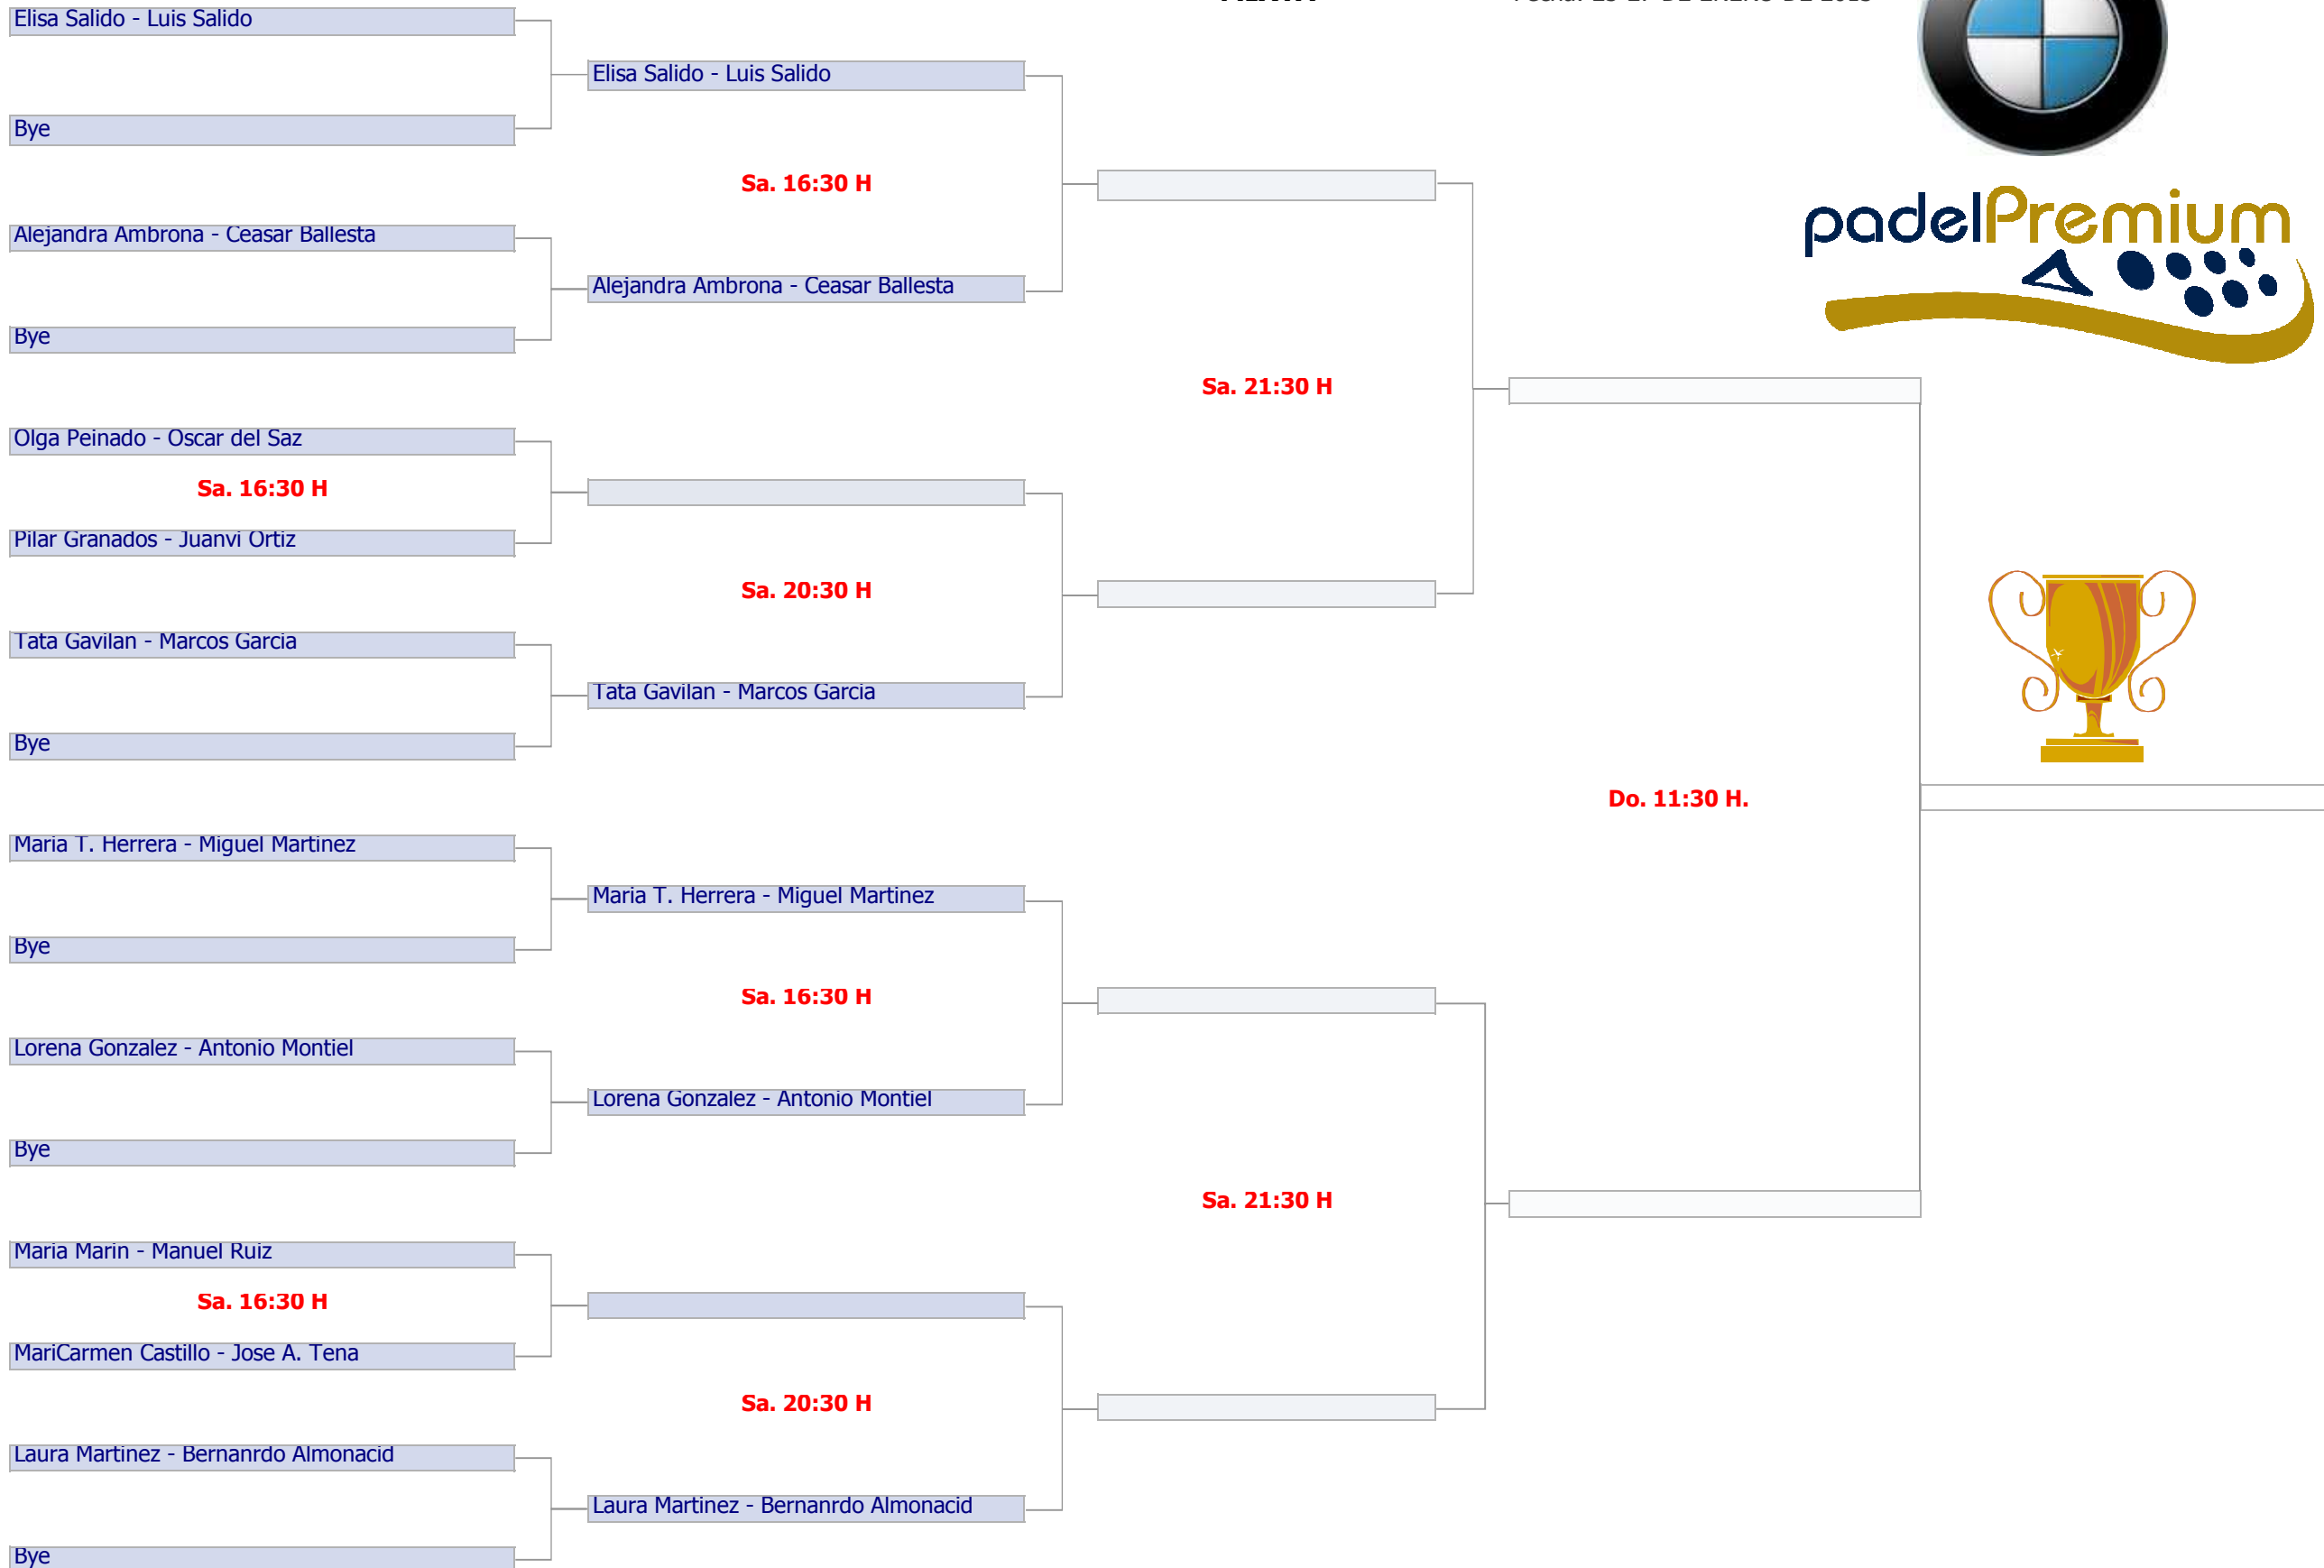 Elisa Salido - Luis Salido
Elisa Salido - Luis Salido
Bye
Sa. 16:30 H
padelPremium
Alejandra Ambrona - Ceasar Ballesta
Alejandra Ambrona - Ceasar Ballesta
Bye
Sa. 21:30 H
Olga Peinado - Oscar del Saz
Sa. 16:30 H
Pilar Granados - Juanvi Ortiz
Sa. 20:30 H
Tata Gavilan - Marcos Garcia
Tata Gavilan - Marcos Garcia
Bye
Do. 11:30 H.
Maria T. Herrera - Miguel Martinez
Maria T. Herrera - Miguel Martinez
Bye
Sa. 16:30 H
Lorena Gonzalez - Antonio Montiel
Lorena Gonzalez - Antonio Montiel
Bye
Sa. 21:30 H
Maria Marin - Manuel Ruiz
Sa. 16:30 H
MariCarmen Castillo - Jose A. Tena
Sa. 20:30 H
Laura Martinez - Bernanrdo Almonacid
Laura Martinez - Bernanrdo Almonacid
Bye